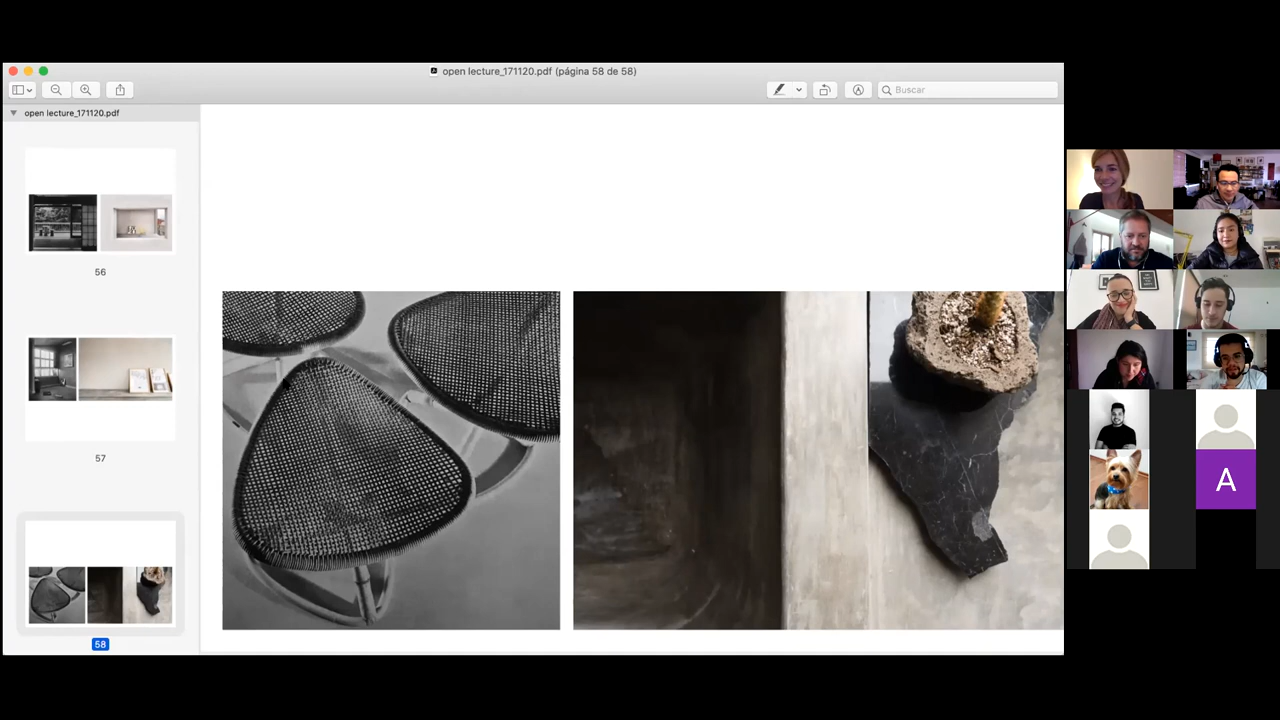 open lecture_171120.pdf (página 58 de 58)
Buscar
open lecture_171120.pdf
56
57
58
A